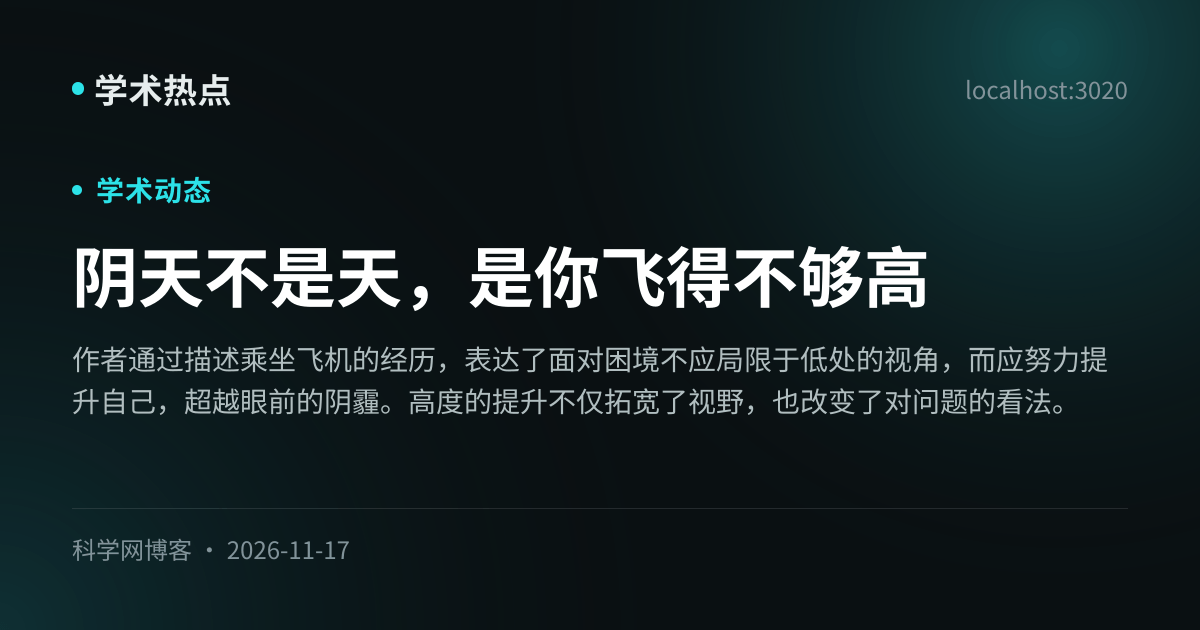 学术热点
localhost:3020
学术动态
阴天不是天，是你飞得不够高
作者通过描述乘坐飞机的经历，表达了面对困境不应局限于低处的视角，而应努力提
升自己，超越眼前的阴霾。高度的提升不仅拓宽了视野，也改变了对问题的看法。
科学网博客 · 2026-11-17